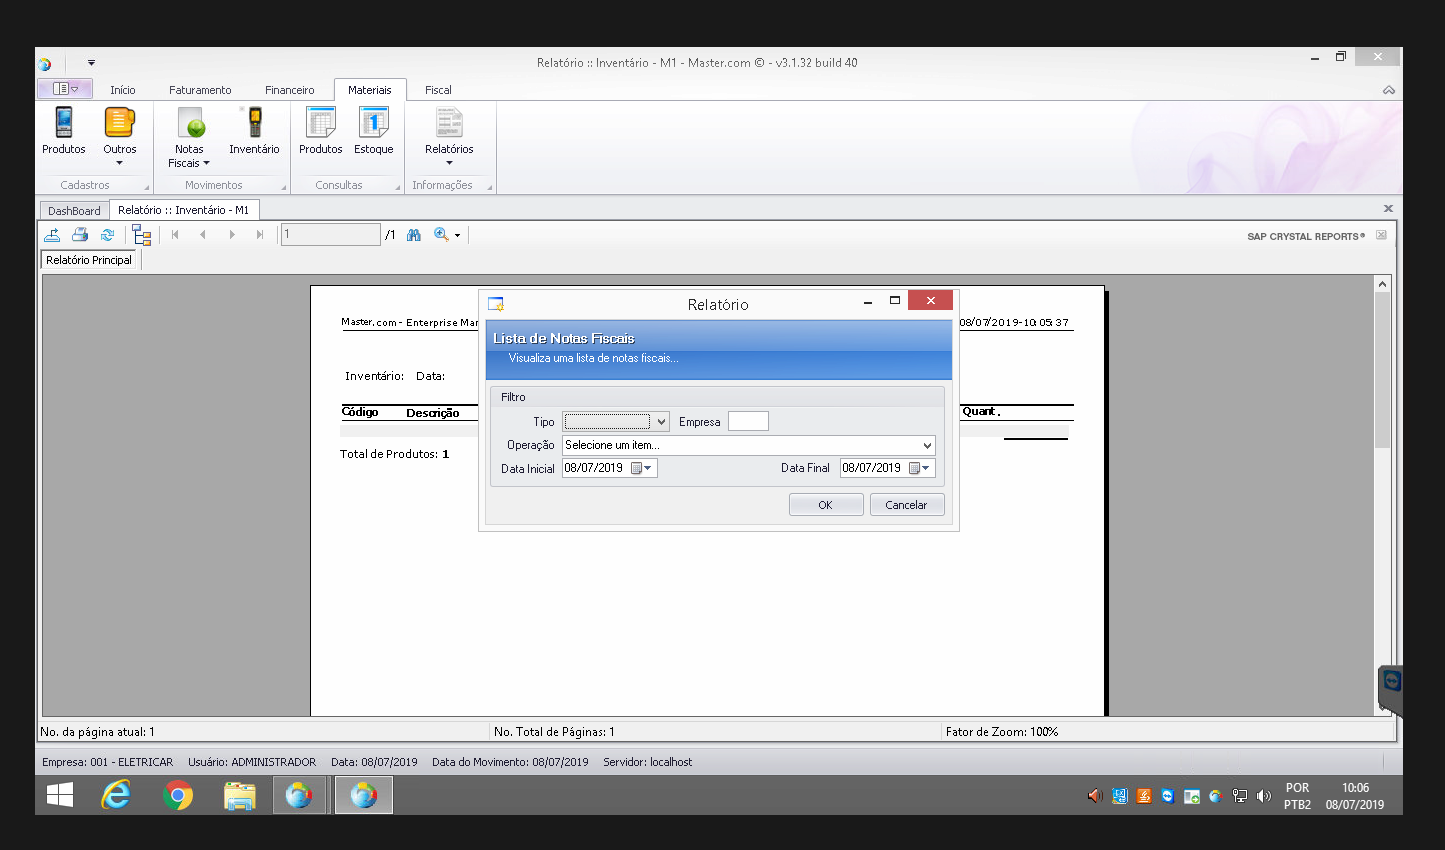 Relatório :: Inventário - M1 - Master.com © - v3.1.32 build 40
Início Faturamento Financeiro Materiais Fiscal
Produtos Outros Notas Fiscais Inventário Produtos Estoque Relatórios
Cadastros Movimentos Consultas Informações
DashBoard Relatório :: Inventário - M1
1 /1 SAP CRYSTAL REPORTS®
Relatório Principal
Relatório
Master.com - Enterprise Mar 08/07/2019-10:05:37
Lista de Notas Fiscais
Visualiza uma lista de notas fiscais...
Inventário: Data:
Filtro
Código Descrição Quant.
Tipo Empresa
Operação Selecione um item...
Total de Produtos: 1
Data Inicial 08/07/2019 Data Final 08/07/2019
OK Cancelar
No. da página atual: 1 No. Total de Páginas: 1 Fator de Zoom: 100%
Empresa: 001 - ELETRICAR Usuário: ADMINISTRADOR Data: 08/07/2019 Data do Movimento: 08/07/2019 Servidor: localhost
POR 10:06
PTB2 08/07/2019